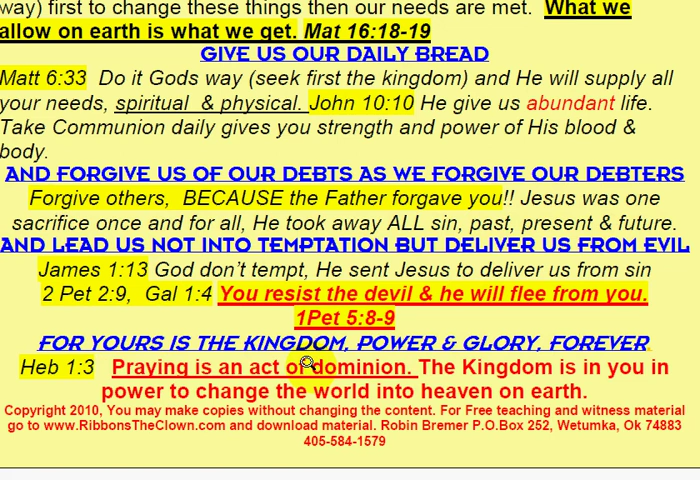 way) first to change these things then our needs are met. What we
allow on earth is what we get. Mat 16:18-19
GIVE US OUR DAILY BREAD
Matt 6:33 Do it Gods way (seek first the kingdom) and He will supply all
your needs, spiritual & physical. John 10:10 He give us abundant life.
Take Communion daily gives you strength and power of His blood &
body.
AND FORGIVE US OF OUR DEBTS AS WE FORGIVE OUR DEBTERS
Forgive others, BECAUSE the Father forgave you!! Jesus was one
sacrifice once and for all, He took away ALL sin, past, present & future.
AND LEAD US NOT INTO TEMPTATION BUT DELIVER US FROM EVIL
James 1:13 God don't tempt, He sent Jesus to deliver us from sin
2 Pet 2:9, Gal 1:4 You resist the devil & he will flee from you.
1Pet 5:8-9
FOR YOURS IS THE KINGDOM, POWER & GLORY, FOREVER.
Heb 1:3 Praying is an act of dominion. The Kingdom is in you in
power to change the world into heaven on earth.
Copyright 2010, You may make copies without changing the content. For Free teaching and witness material
go to www.RibbonsTheClown.com and download material. Robin Bremer P.O.Box 252, Wetumka, Ok 74883
405-584-1579